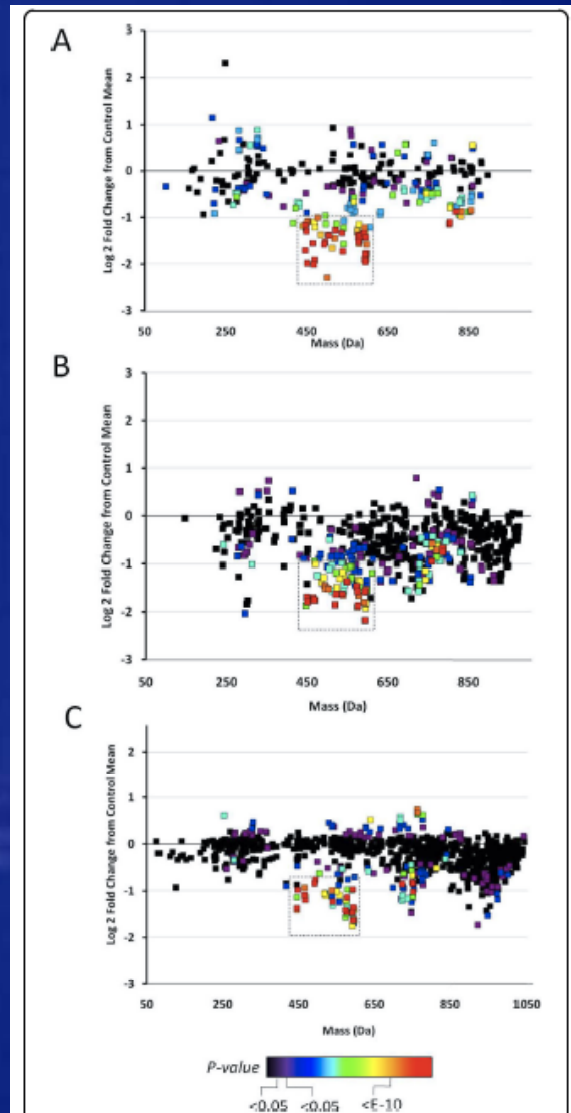 A
Log 2 Fold Change from Control Mean
3
2
1
0
-1
-2
-3
50 250 450 650 850
Mass (Da)
B
Log 2 Fold Change from Control Mean
3
2
1
0
-1
-2
-3
50 250 450 650 850
Mass (Da)
C
Log 2 Fold Change from Control Mean
2
1
0
-1
-2
-3
50 250 450 650 850 1050
Mass (Da)
P-value
<0.05 <0.05 <E-10